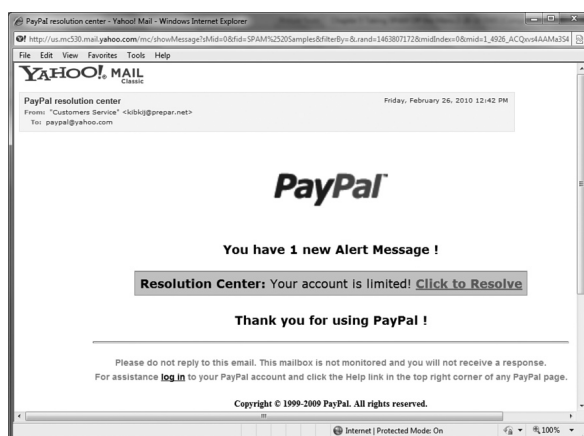 PayPal resolution center - Yahoo! Mail - Windows Internet Explorer
http://us.mc530.mail.yahoo.com/mc/showMessage?sMid=0&fid=SPAM%2520Samples&filterBy=&.rand=1463807172&midIndex=0&mid=1_4926_ACQxvs4AAMa3S4
File Edit View Favorites Tools Help
YAHOO! MAIL
Classic
PayPal resolution center
Friday, February 26, 2010 12:42 PM
From: "Customers Service" <kibkij@prepar.net>
To: paypal@yahoo.com
PayPal
You have 1 new Alert Message !
Resolution Center: Your account is limited! Click to Resolve
Thank you for using PayPal !
Please do not reply to this email. This mailbox is not monitored and you will not receive a response.
For assistance log in to your PayPal account and click the Help link in the top right corner of any PayPal page.
Copyright © 1999-2009 PayPal. All rights reserved.
Internet | Protected Mode: On
100%